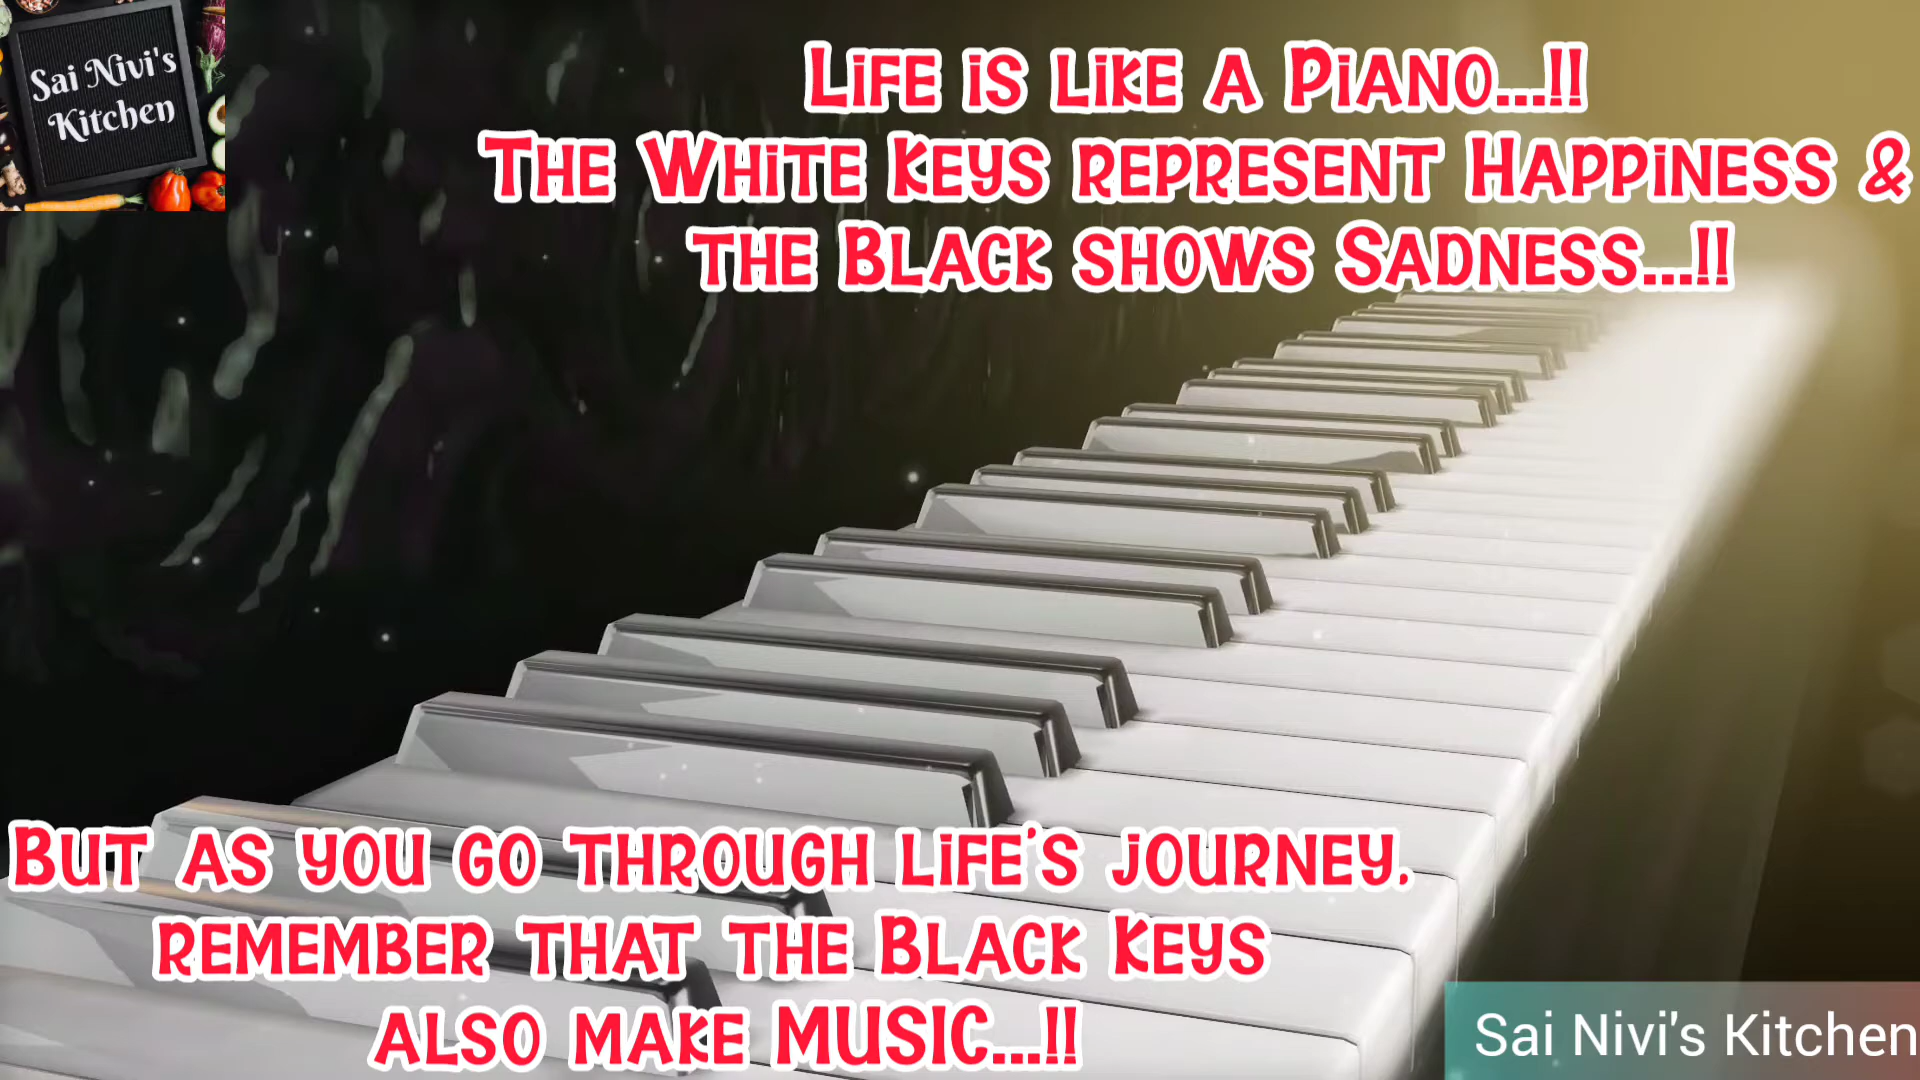 Sai Nivi's
Kitchen
Life is like a Piano...!!
The White Keys represent Happiness &
the Black shows Sadness...!!
But as you go through life's journey,
remember that the Black Keys
also make MUSIC...!!
Sai Nivi's Kitchen